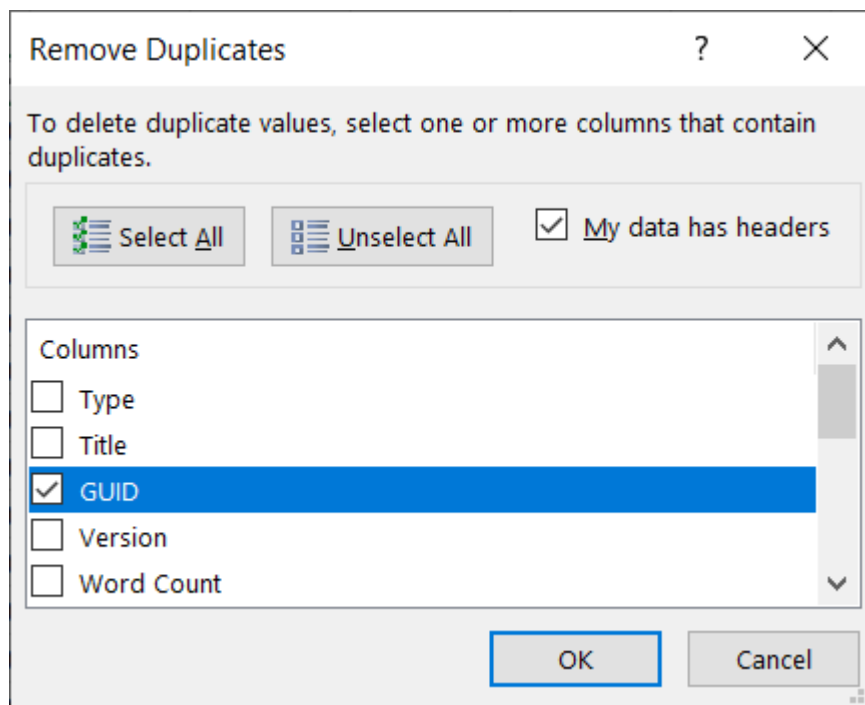 Remove Duplicates ?
To delete duplicate values, select one or more columns that contain
duplicates.
Select All Unselect All My data has headers
Columns
Type
Title
GUID
Version
Word Count
OK Cancel